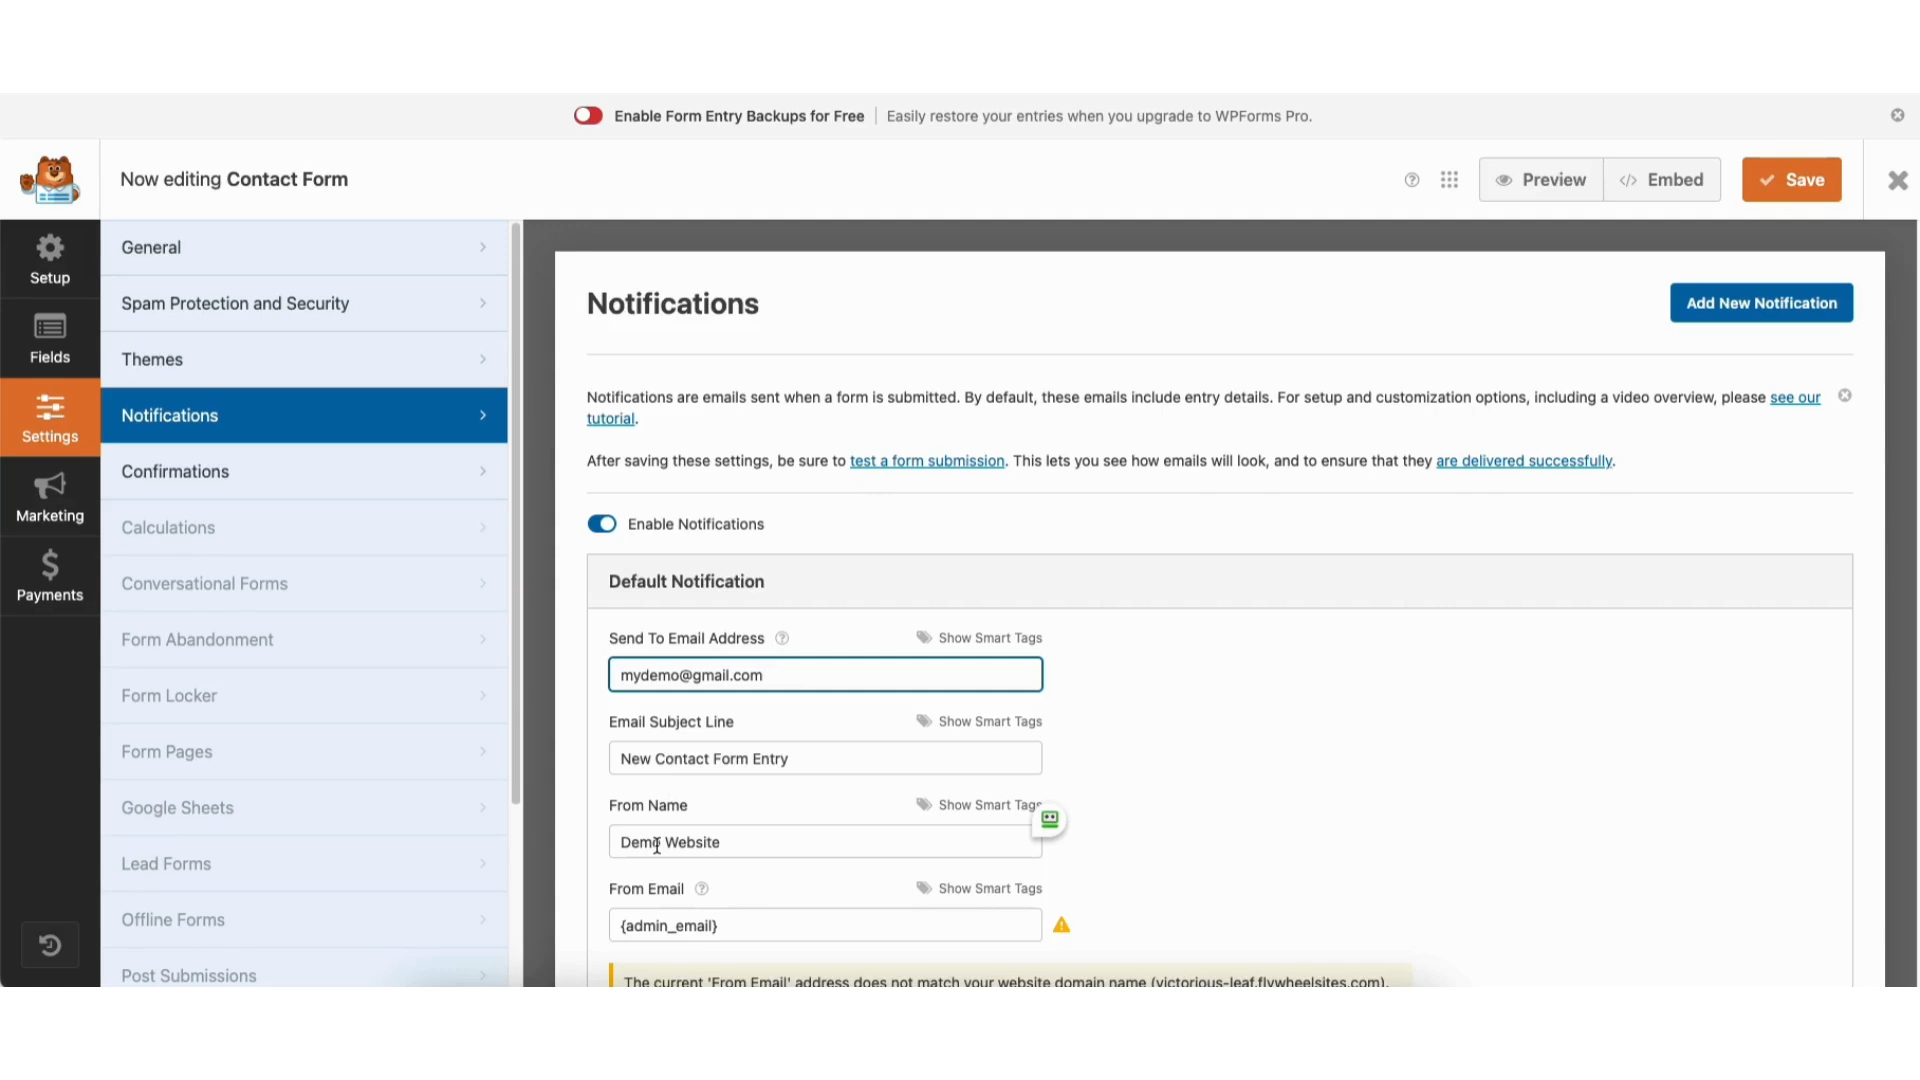 Enable Form Entry Backups for Free
Easily restore your entries when you upgrade to WPForms Pro.
Now editing Contact Form
Preview
Embed
Save
Setup
Fields
Settings
Marketing
Payments
General
Spam Protection and Security
Themes
Notifications
Confirmations
Calculations
Conversational Forms
Form Abandonment
Form Locker
Form Pages
Google Sheets
Lead Forms
Offline Forms
Post Submissions
Notifications
Add New Notification
Notifications are emails sent when a form is submitted. By default, these emails include entry details. For setup and customization options, including a video overview, please see our
tutorial.
After saving these settings, be sure to test a form submission. This lets you see how emails will look, and to ensure that they are delivered successfully.
Enable Notifications
Default Notification
Send To Email Address
Show Smart Tags
mydemo@gmail.com
Email Subject Line
Show Smart Tags
New Contact Form Entry
From Name
Show Smart Tags
Demo Website
From Email
Show Smart Tags
{admin_email}
The current 'From Email' address does not match your website domain name (victorious-leaf.flywheelsites.com).